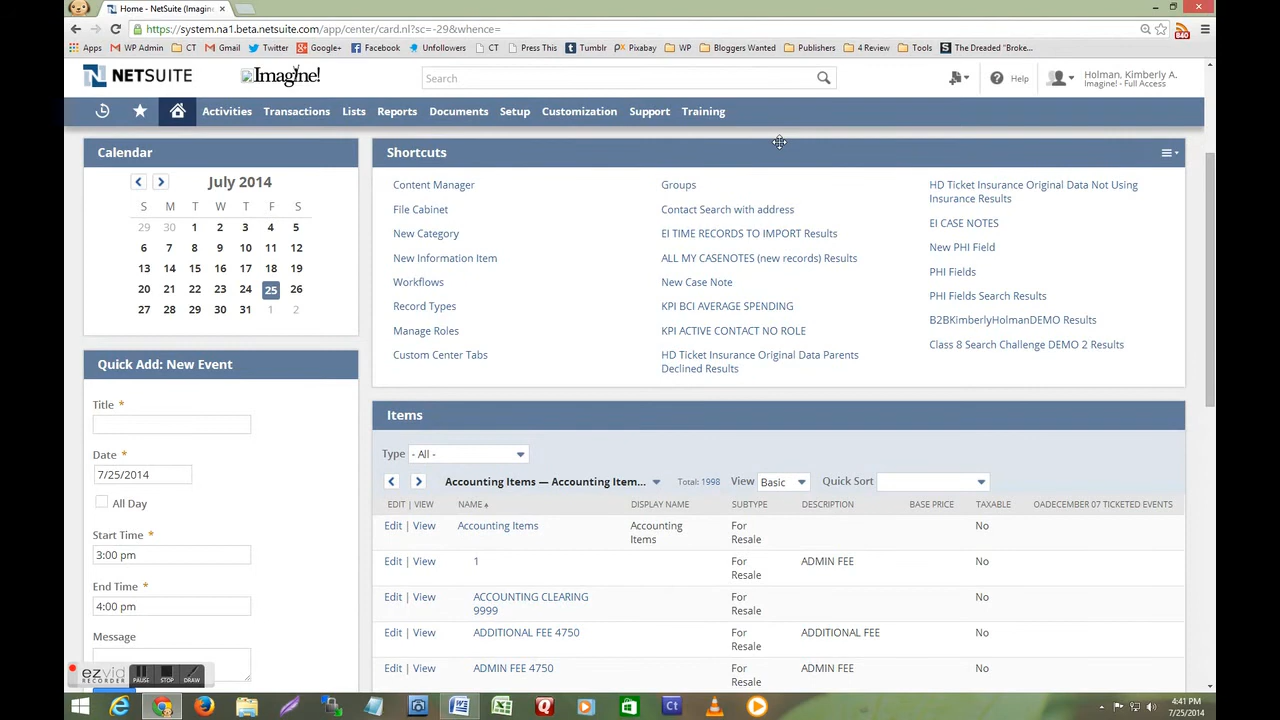 Home - NetSuite (Imagine
https://system.na1.beta.netsuite.com/app/center/card.nl?sc=-29&whence=
840
Apps WP Admin CT Gmail Twitter Google+ Facebook Unfollowers CT Press This Tumblr Pixabay WP Bloggers Wanted Publishers 4 Review Tools The Dreaded "Broke...
NETSUITE Imagine! Search Help Holman, Kimberly A.
Imagine! - Full Access
Activities Transactions Lists Reports Documents Setup Customization Support Training
Calendar
July 2014
S M T W T F S
29 30 1 2 3 4 5
6 7 8 9 10 11 12
13 14 15 16 17 18 19
20 21 22 23 24 25 26
27 28 29 30 31 1 2
Quick Add: New Event
Title *
Date *
7/25/2014
All Day
Start Time *
3:00 pm
End Time *
4:00 pm
Message
Shortcuts
Content Manager
File Cabinet
New Category
New Information Item
Workflows
Record Types
Manage Roles
Custom Center Tabs
Groups
Contact Search with address
EI TIME RECORDS TO IMPORT Results
ALL MY CASENOTES (new records) Results
New Case Note
KPI BCI AVERAGE SPENDING
KPI ACTIVE CONTACT NO ROLE
HD Ticket Insurance Original Data Parents
Declined Results
HD Ticket Insurance Original Data Not Using
Insurance Results
EI CASE NOTES
New PHI Field
PHI Fields
PHI Fields Search Results
B2BKimberlyHolmanDEMO Results
Class 8 Search Challenge DEMO 2 Results
Items
Type - All -
Accounting Items — Accounting Item... Total: 1998 View Basic Quick Sort
EDIT | VIEW NAME DISPLAY NAME SUBTYPE DESCRIPTION BASE PRICE TAXABLE OADECEMBER 07 TICKETED EVENTS
Edit | View Accounting Items Accounting Items For Resale No
Edit | View 1 For Resale ADMIN FEE No
Edit | View ACCOUNTING CLEARING 9999 For Resale No
Edit | View ADDITIONAL FEE 4750 For Resale ADDITIONAL FEE No
Edit | View ADMIN FEE 4750 For Resale ADMIN FEE No
ezvid
RECORDER
PAUSE STOP DRAW
Ct
4:41 PM
7/25/2014